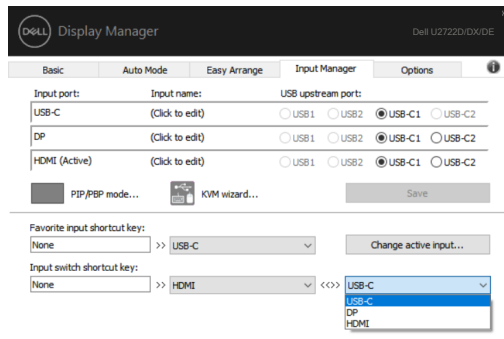 DELL Display Manager Dell U2722D/DX/DE
Basic Auto Mode Easy Arrange Input Manager Options
Input port: Input name: USB upstream port:
USB-C (Click to edit) USB1 USB2 USB-C1 USB-C2
DP (Click to edit) USB1 USB2 USB-C1 USB-C2
HDMI (Active) (Click to edit) USB1 USB2 USB-C1 USB-C2
PIP/PBP mode... KVM wizard... Save
Favorite input shortcut key:
None >> USB-C Change active input...
Input switch shortcut key:
None >> HDMI <<>> USB-C
USB-C
DP
HDMI